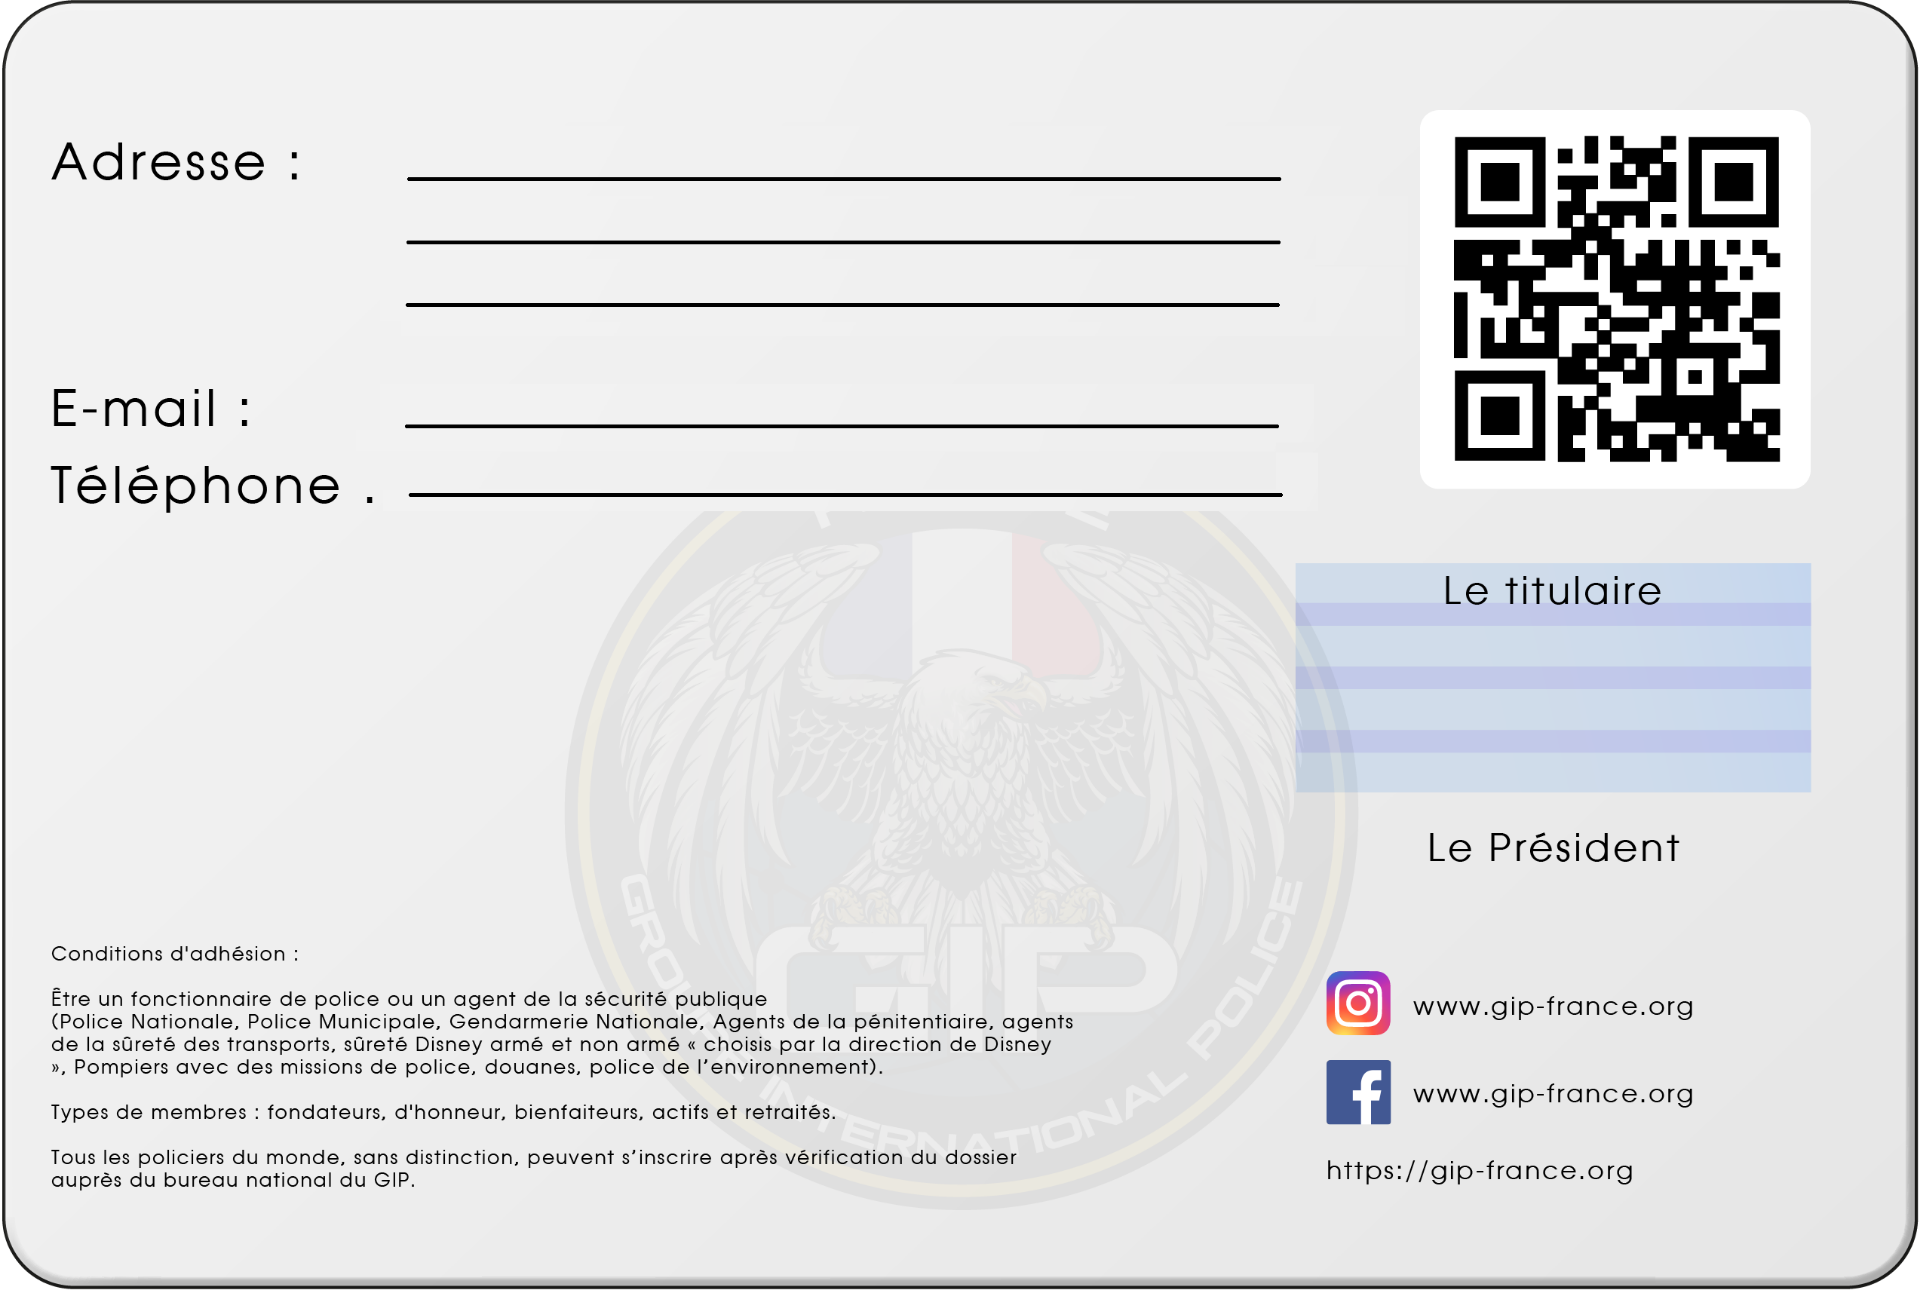 Adresse :
E-mail :
Téléphone .
Le titulaire
Le Président
Conditions d'adhésion :
Être un fonctionnaire de police ou un agent de la sécurité publique
(Police Nationale, Police Municipale, Gendarmerie Nationale, Agents de la pénitentiaire, agents
de la sûreté des transports, sûreté Disney armé et non armé « choisis par la direction de Disney
», Pompiers avec des missions de police, douanes, police de l’environnement).
Types de membres : fondateurs, d'honneur, bienfaiteurs, actifs et retraités.
Tous les policiers du monde, sans distinction, peuvent s’inscrire après vérification du dossier
auprès du bureau national du GIP.
www.gip-france.org
www.gip-france.org
https://gip-france.org
GIP
GROUPE INTERNATIONAL POLICE